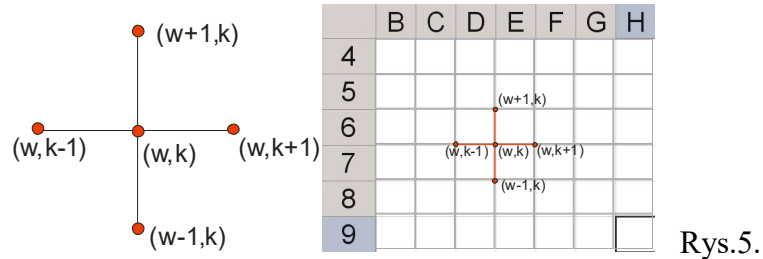 (w+1,k)
(w,k-1) (w,k) (w,k+1)
(w-1,k)
B C D E F G H
4
5
6
7
8
9
(w+1,k)
(w,k-1) (w,k) (w,k+1)
(w-1,k)
Rys.5.